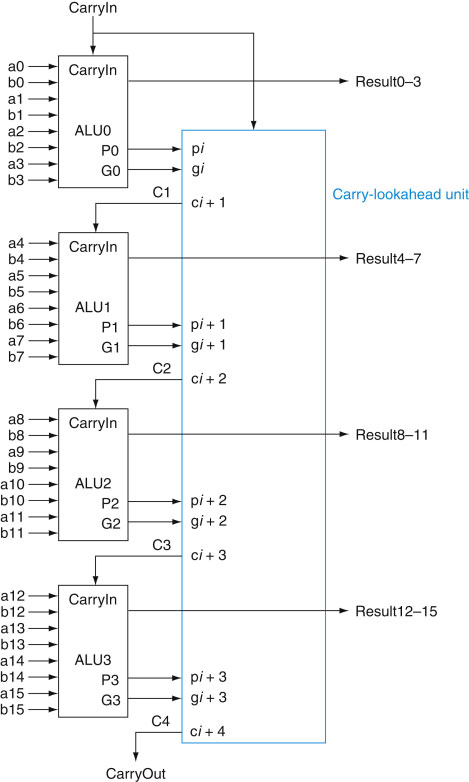 CarryIn
a0
b0
a1
b1
a2
b2
a3
b3
CarryIn
ALU0
P0
G0
Result0–3
pi
gi
C1
ci + 1
Carry-lookahead unit
a4
b4
a5
b5
a6
b6
a7
b7
CarryIn
ALU1
P1
G1
Result4–7
pi + 1
gi + 1
C2
ci + 2
a8
b8
a9
b9
a10
b10
a11
b11
CarryIn
ALU2
P2
G2
Result8–11
pi + 2
gi + 2
C3
ci + 3
a12
b12
a13
b13
a14
b14
a15
b15
CarryIn
ALU3
P3
G3
Result12–15
pi + 3
gi + 3
C4
ci + 4
CarryOut